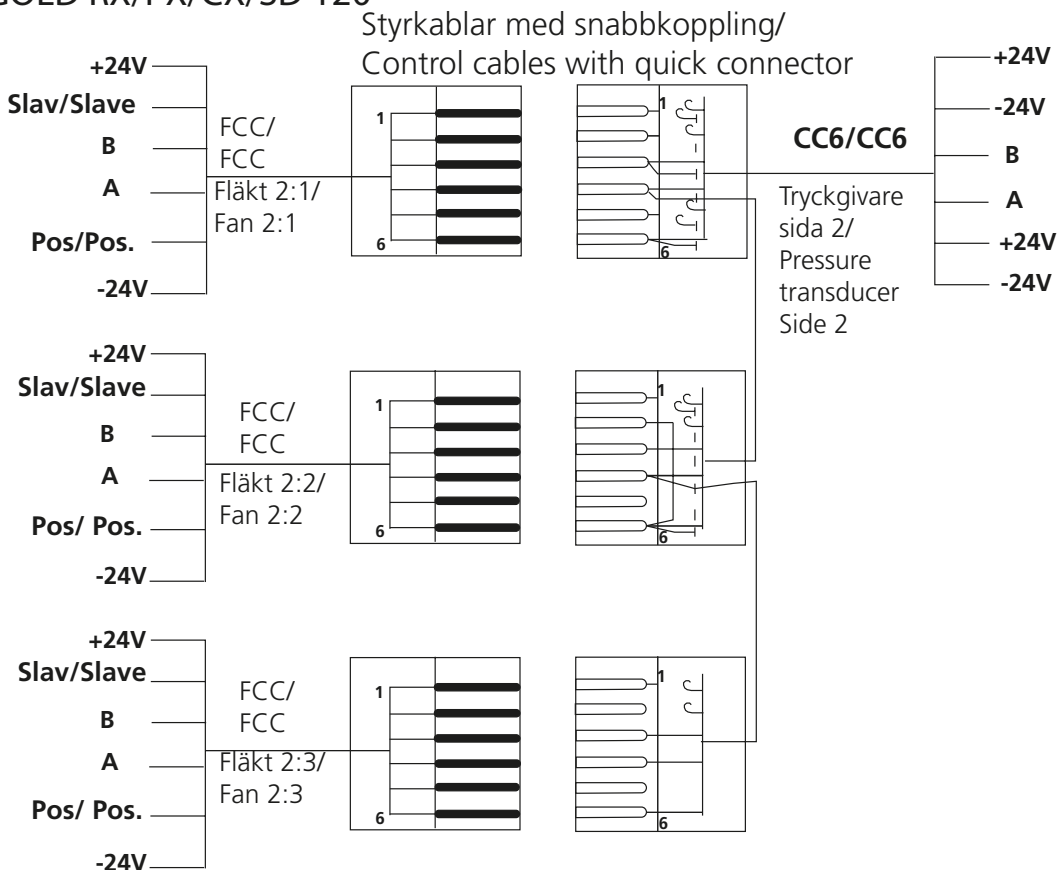 Styrkablar med snabbkoppling/
Control cables with quick connector
+24V
Slav/Slave
B
A
Pos/Pos.
-24V
FCC/
FCC
Fläkt 2:1/
Fan 2:1
1
6
1
6
CC6/CC6
Tryckgivare
sida 2/
Pressure
transducer
Side 2
+24V
-24V
B
A
+24V
-24V
+24V
Slav/Slave
B
A
Pos/ Pos.
-24V
FCC/
FCC
Fläkt 2:2/
Fan 2:2
1
6
1
6
+24V
Slav/Slave
B
A
Pos/ Pos.
-24V
FCC/
FCC
Fläkt 2:3/
Fan 2:3
1
6
1
6